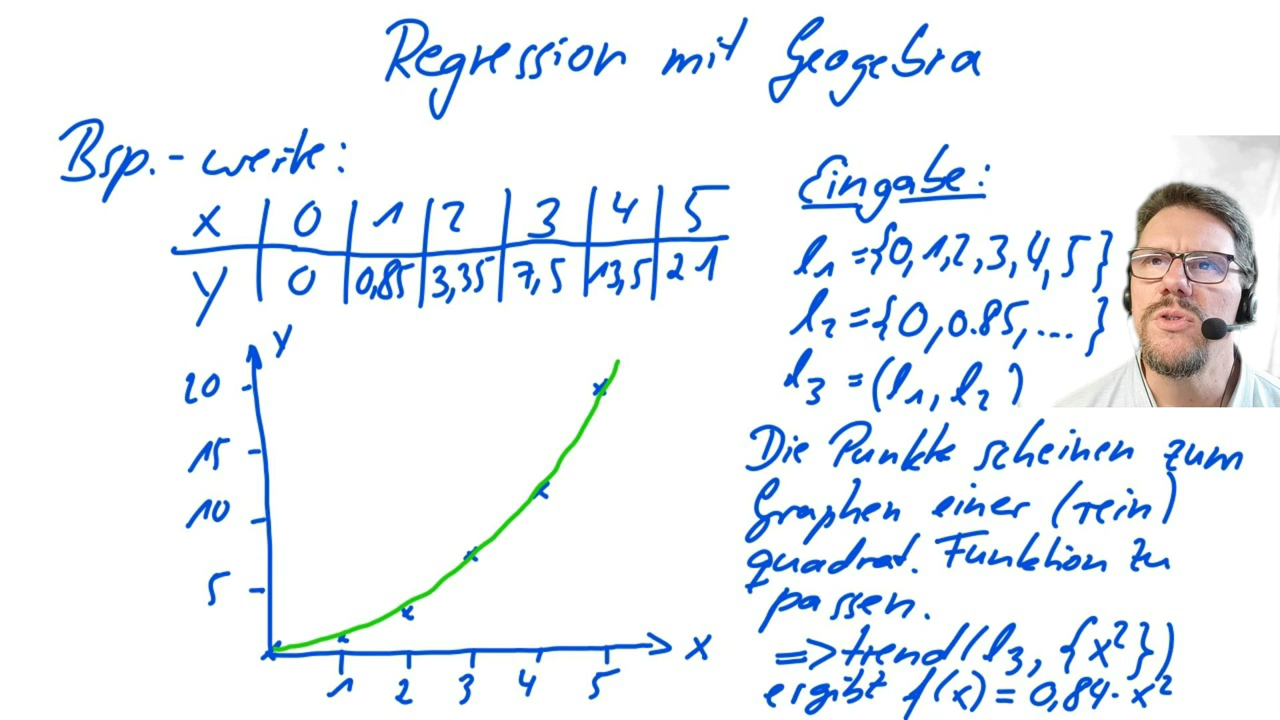 Regression mit Geogebra
Bsp.-werte:
x | 0 | 1 | 2 | 3 | 4 | 5
y | 0 | 0,85 | 3,35 | 7,5 | 13,5 | 21
y
20
15
10
5
1 2 3 4 5 x
Eingabe:
l₁ = {0, 1, 2, 3, 4, 5}
l₂ = {0, 0.85, ... }
l₃ = (l₁, l₂)
Die Punkte scheinen zum
Graphen einer (rein)
quadrat. Funktion zu
passen.
=> trend(l₃, {x²})
ergibt f(x) = 0,84 · x²